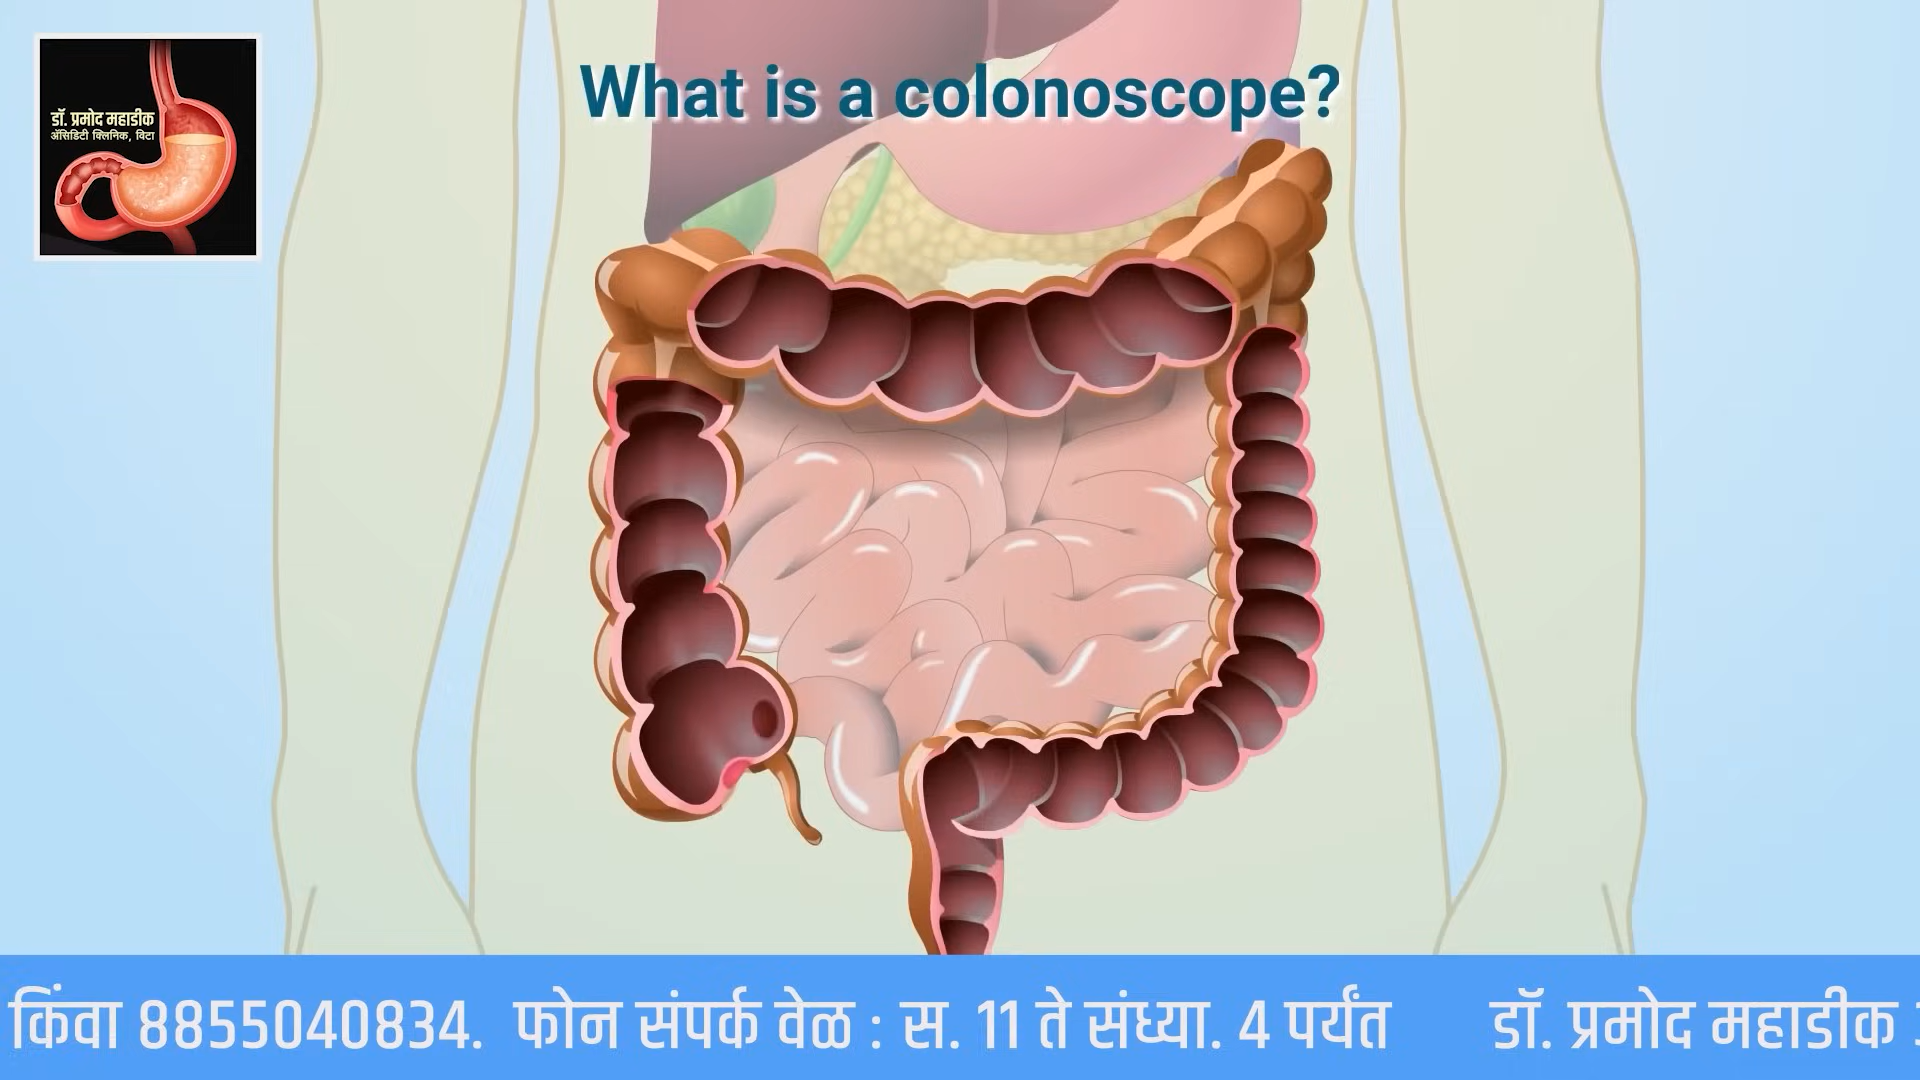 What is a colonoscope?
डॉ. प्रमोद महाडीक
ॲसिडिटी क्लिनिक, विटा
किंवा 8855040834. फोन संपर्क वेळ : स. 11 ते संध्या. 4 पर्यंत डॉ. प्रमोद महाडीक